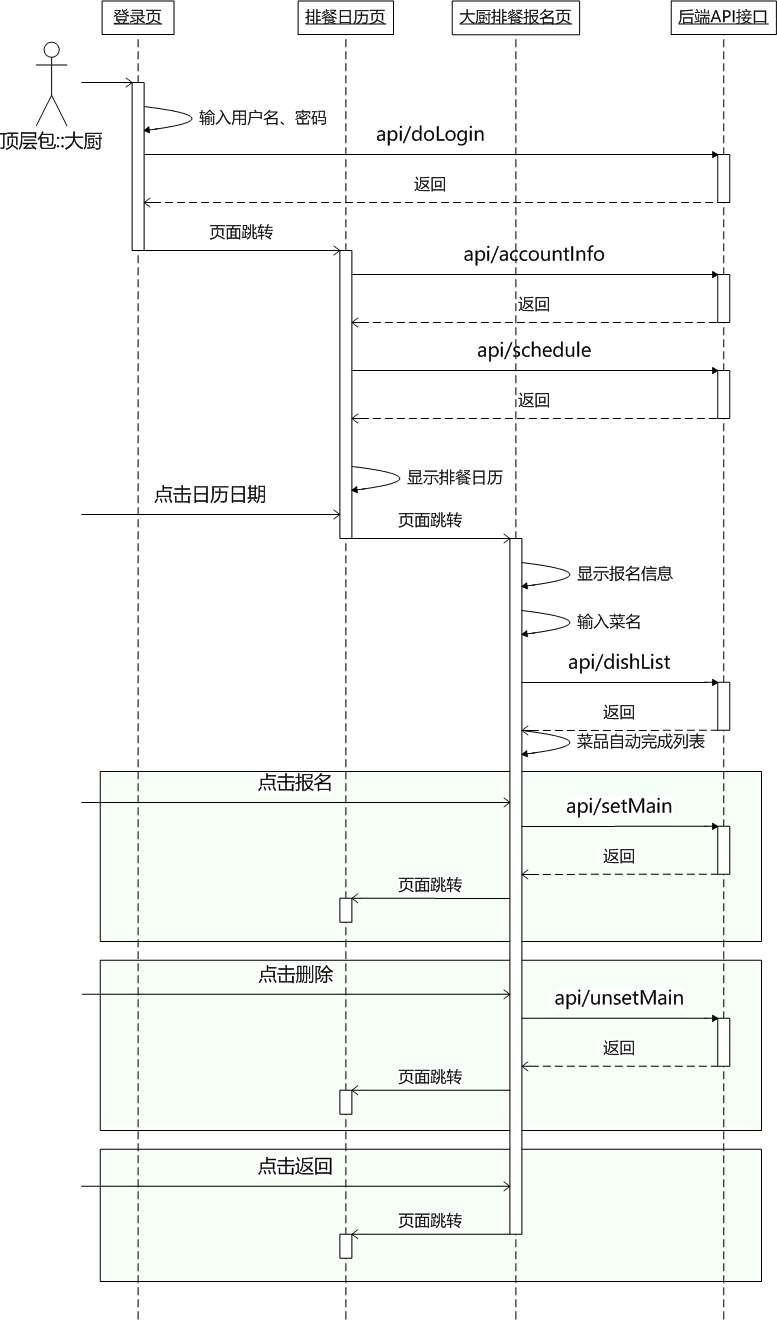 登录页
排餐日历页
大厨排餐报名页
后端API接口
顶层包::大厨
输入用户名、密码
api/doLogin
返回
页面跳转
api/accountInfo
返回
api/schedule
返回
显示排餐日历
点击日历日期
页面跳转
显示报名信息
输入菜名
api/dishList
返回
菜品自动完成列表
点击报名
api/setMain
返回
页面跳转
点击删除
api/unsetMain
返回
页面跳转
点击返回
页面跳转